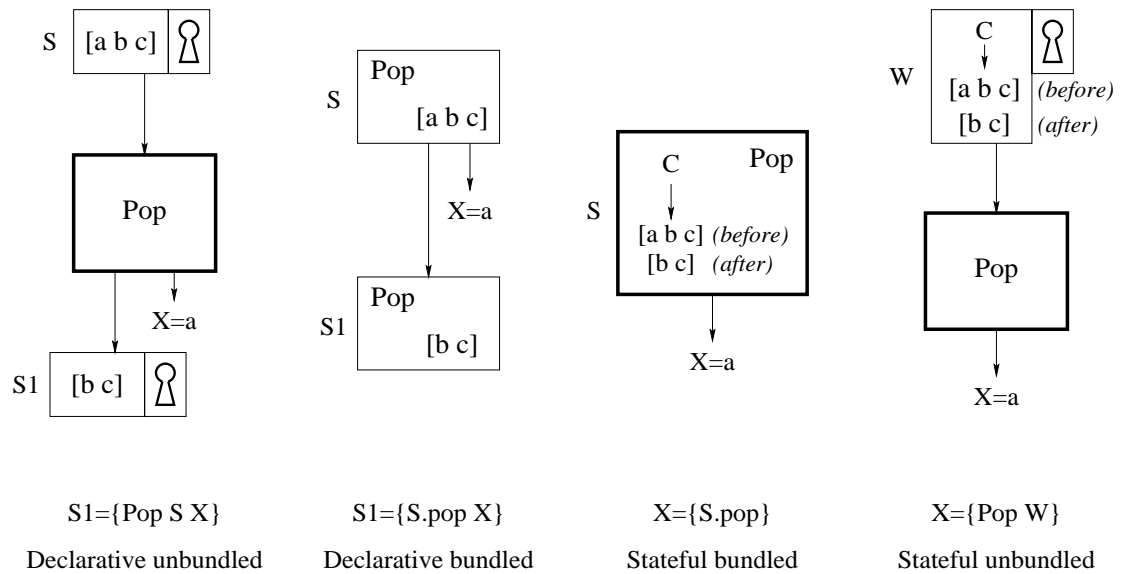 S
[a b c]
Pop
X=a
S1
[b c]
S1={Pop S X}
Declarative unbundled
Pop
S
[a b c]
X=a
Pop
S1
[b c]
S1={S.pop X}
Declarative bundled
C
Pop
S
[a b c] (before)
[b c] (after)
X=a
X={S.pop}
Stateful bundled
C
W
[a b c] (before)
[b c] (after)
Pop
X=a
X={Pop W}
Stateful unbundled